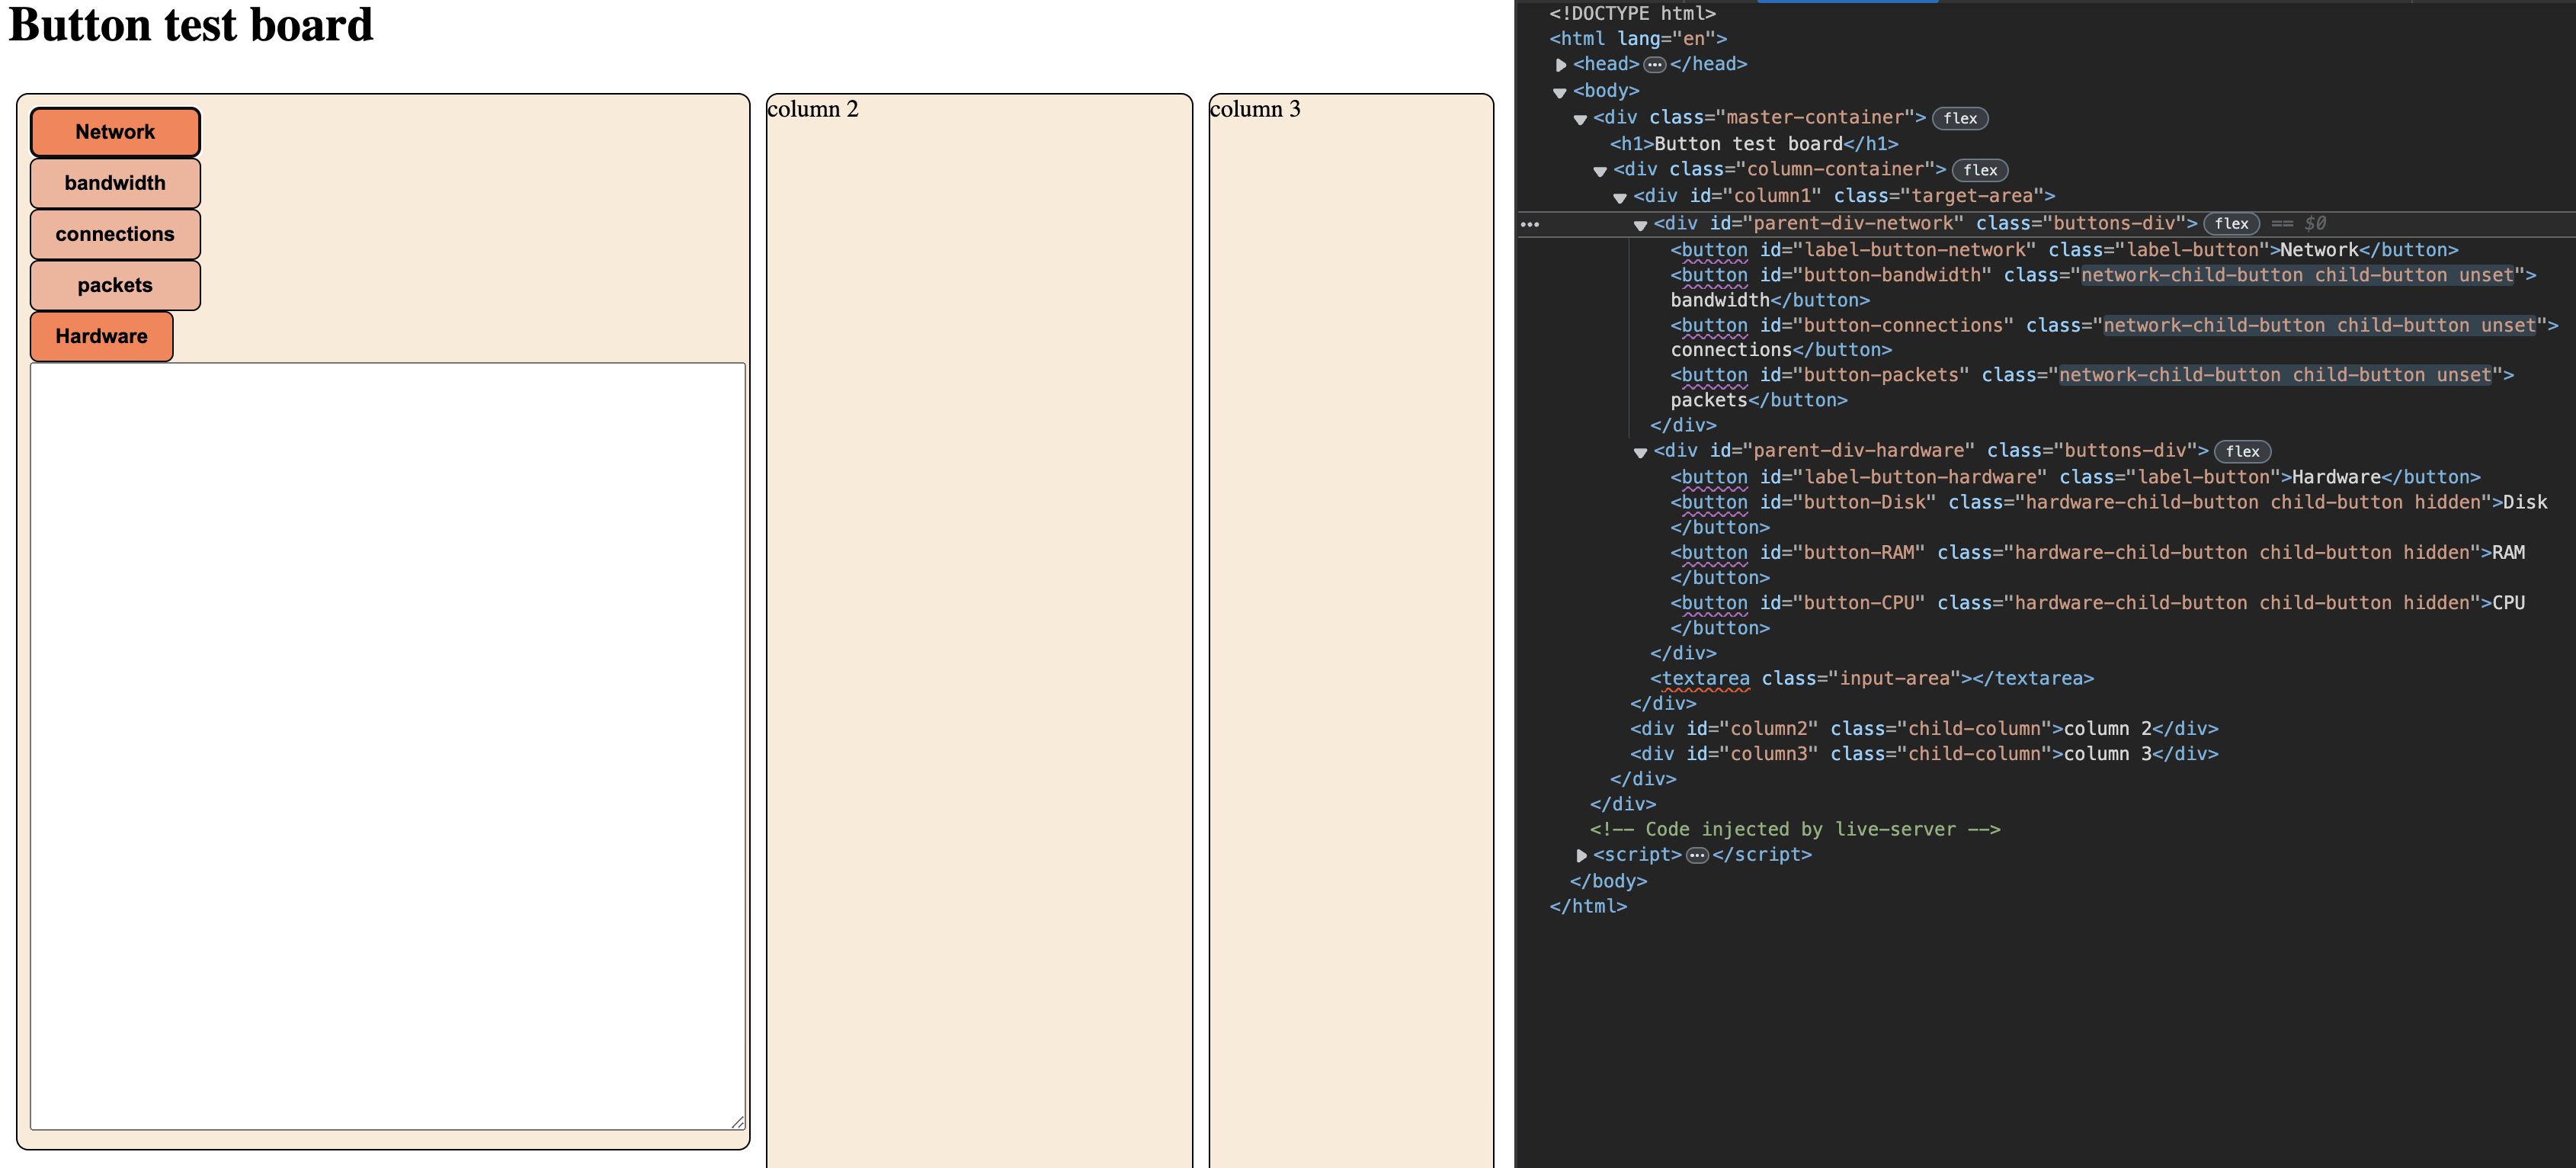 Button test board
Network
bandwidth
connections
packets
Hardware
column 2
column 3
<!DOCTYPE html>
<html lang="en">
<head>⋯</head>
<body>
<div class="master-container"> flex
<h1>Button test board</h1>
<div class="column-container"> flex
<div id="column1" class="target-area">
<div id="parent-div-network" class="buttons-div"> flex == $0
<button id="label-button-network" class="label-button">Network</button>
<button id="button-bandwidth" class="network-child-button child-button unset">
bandwidth</button>
<button id="button-connections" class="network-child-button child-button unset">
connections</button>
<button id="button-packets" class="network-child-button child-button unset">
packets</button>
</div>
<div id="parent-div-hardware" class="buttons-div"> flex
<button id="label-button-hardware" class="label-button">Hardware</button>
<button id="button-Disk" class="hardware-child-button child-button hidden">Disk
</button>
<button id="button-RAM" class="hardware-child-button child-button hidden">RAM
</button>
<button id="button-CPU" class="hardware-child-button child-button hidden">CPU
</button>
</div>
<textarea class="input-area"></textarea>
</div>
<div id="column2" class="child-column">column 2</div>
<div id="column3" class="child-column">column 3</div>
</div>
</div>
<!-- Code injected by live-server -->
<script>⋯</script>
</body>
</html>